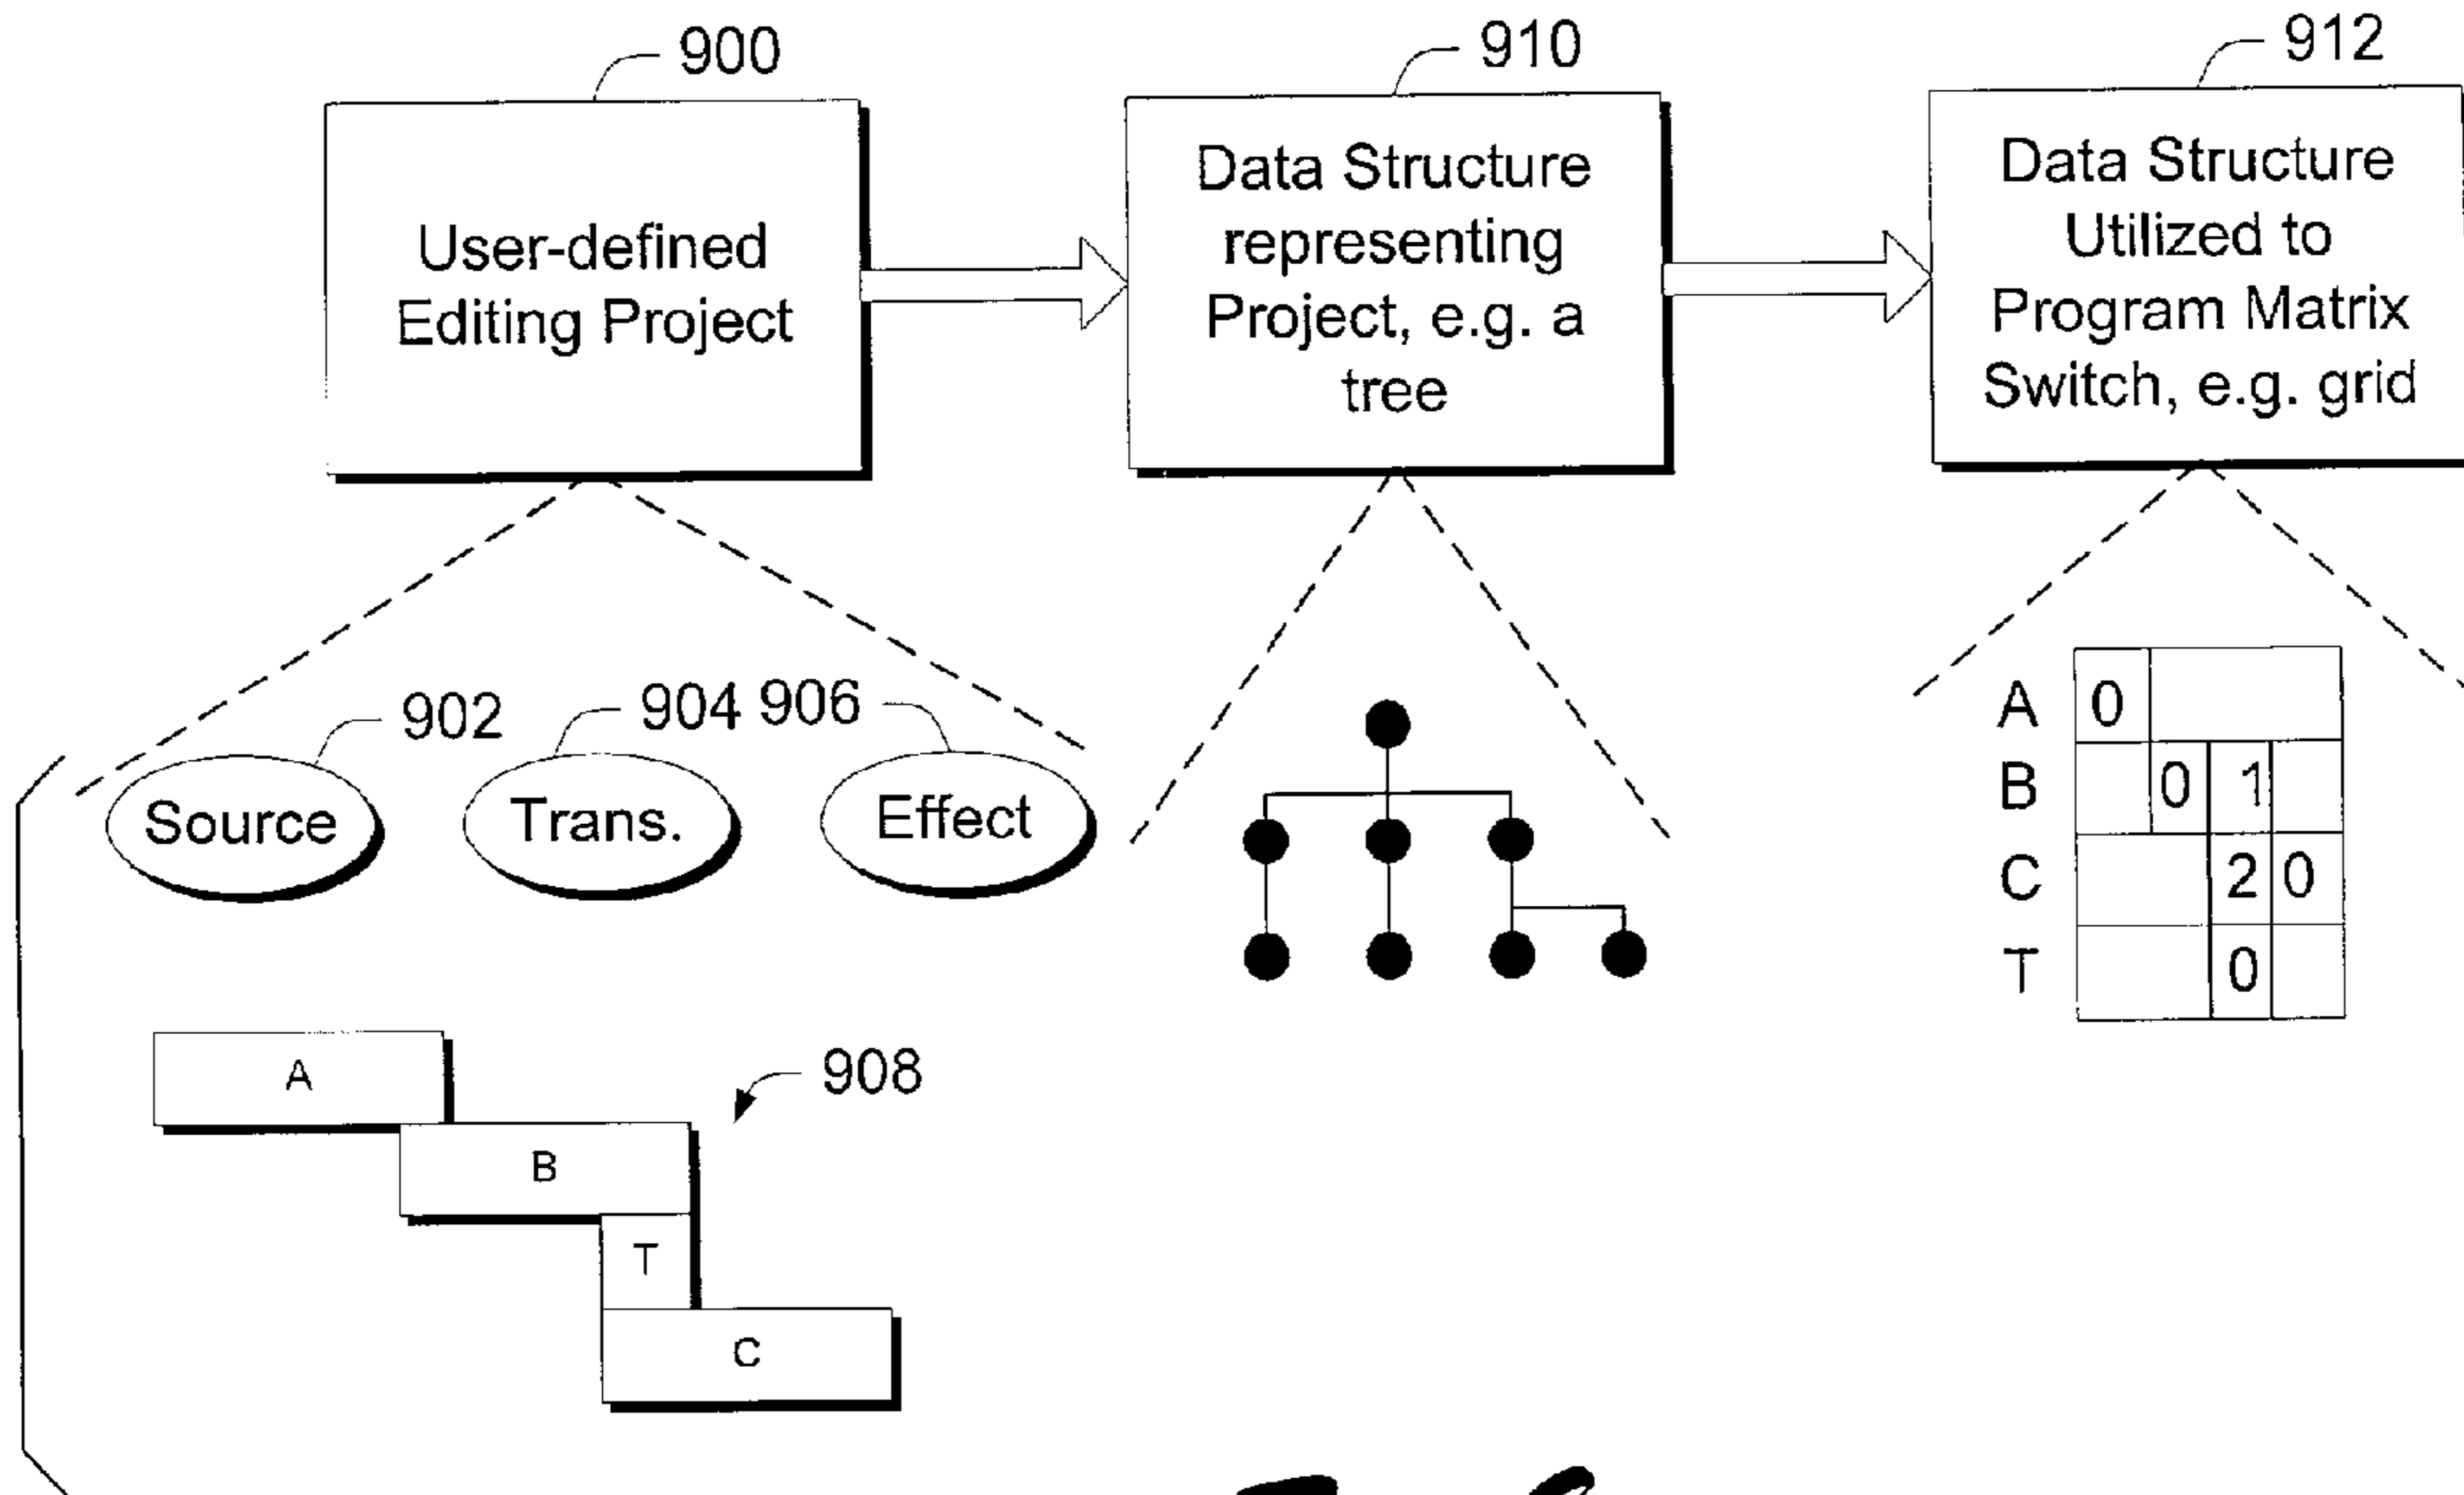 900
910
912
User-defined
Editing Project
Data Structure
representing
Project, e.g. a
tree
Data Structure
Utilized to
Program Matrix
Switch, e.g. grid
902
904
906
Source
Trans.
Effect
A 0
B 0 1
C 2 0
T 0
A
908
B
T
C